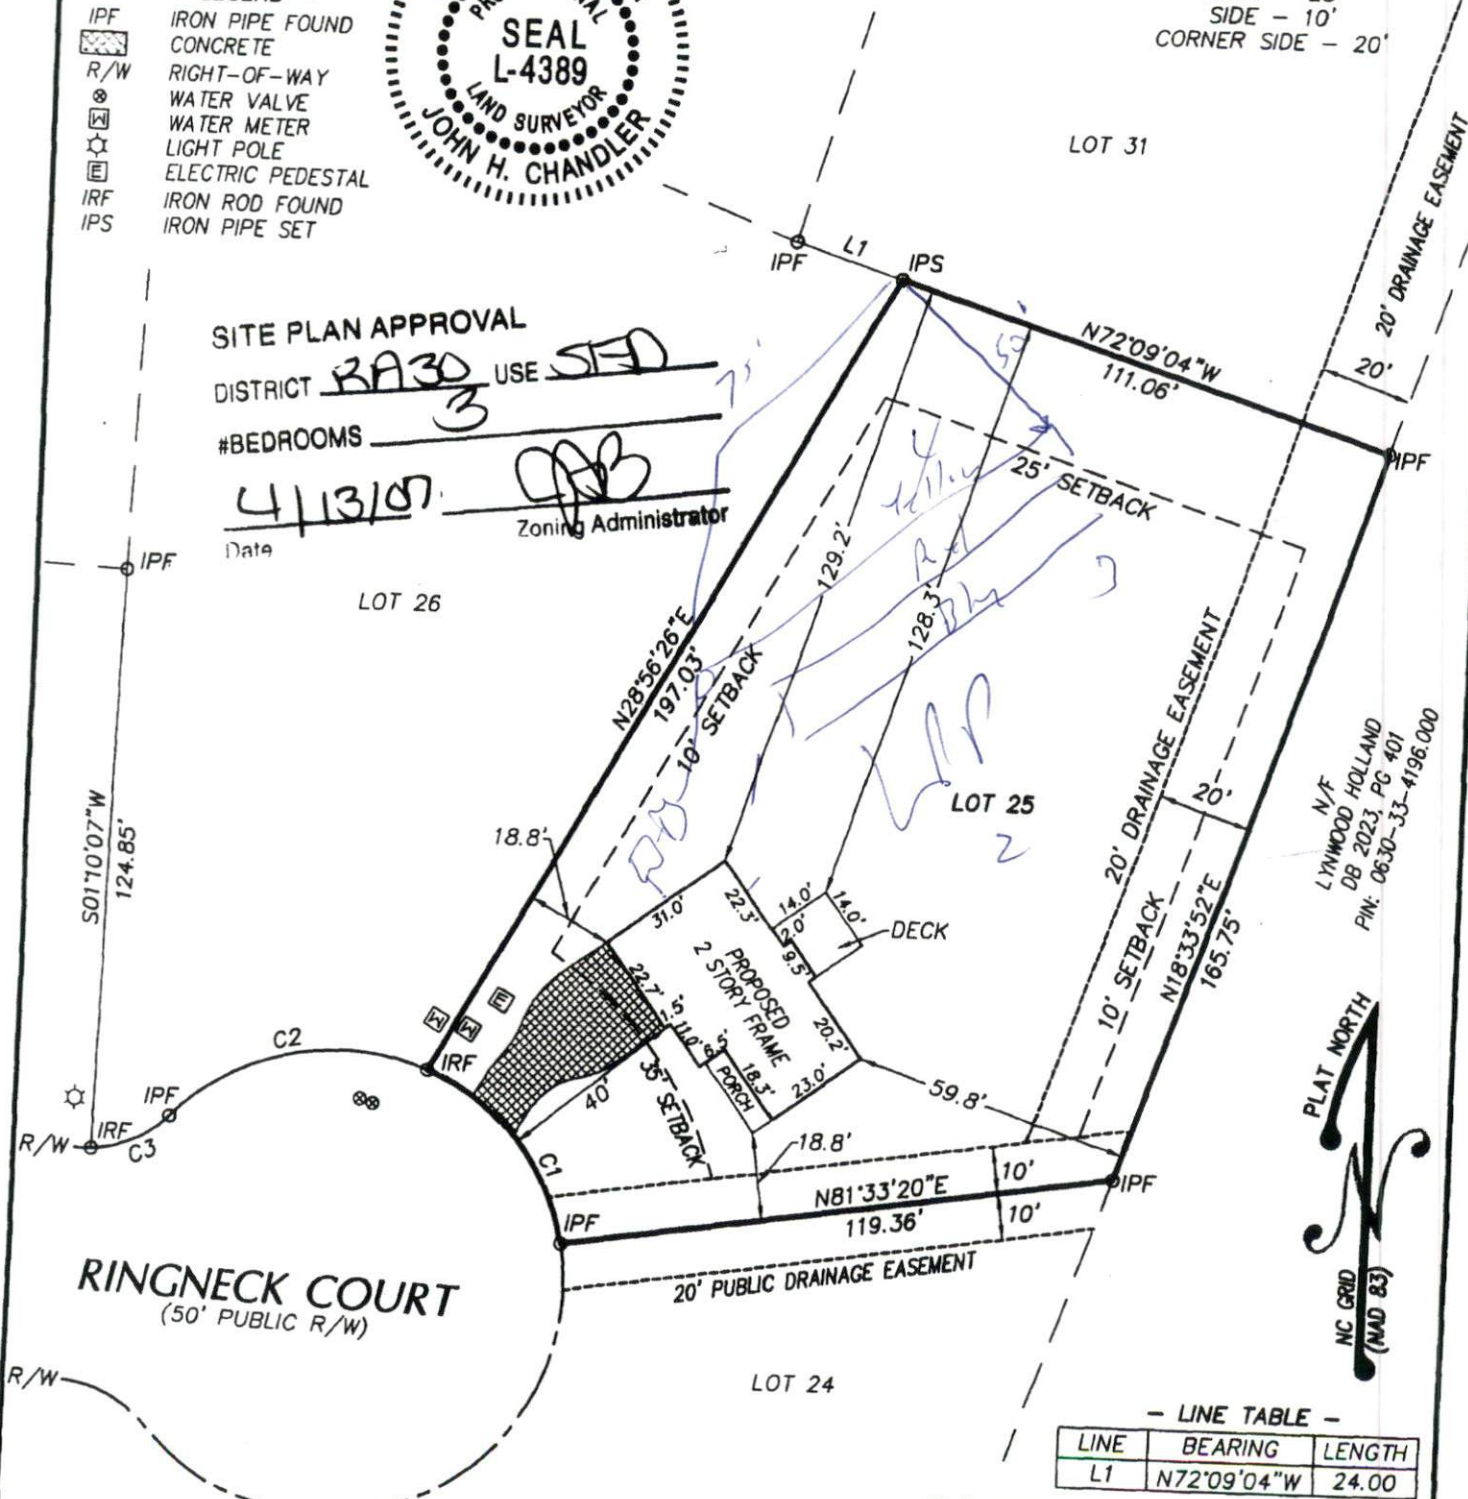 IPF IRON PIPE FOUND
CONCRETE
R/W RIGHT-OF-WAY
WATER VALVE
W WATER METER
LIGHT POLE
E ELECTRIC PEDESTAL
IRF IRON ROD FOUND
IPS IRON PIPE SET
SEAL
L-4389
LAND SURVEYOR
JOHN H. CHANDLER
SIDE - 10'
CORNER SIDE - 20'
LOT 31
20' DRAINAGE EASEMENT
20'
IPF
L1
IPS
N72°09'04"W
111.06'
IPF
SITE PLAN APPROVAL
DISTRICT RA30 USE SFD
#BEDROOMS 3
4/13/07
Date
Zoning Administrator
75'
50'
25' SETBACK
IPF
LOT 26
129.2'
128.3'
N28°56'26"E
197.03'
10' SETBACK
Red
Blu
3
LOT 25
2
20' DRAINAGE EASEMENT
20'
10' SETBACK
N18°33'52"E
165.75'
N/F
LYNWOOD HOLLAND
DB 2023, PG 401
PIN: 0630-33-4196.000
S01°10'07"W
124.85'
18.8'
31.0'
22.3'
14.0'
14.0'
2.0'
9.5'
DECK
PROPOSED
2 STORY FRAME
22.7'
.5'
11.0'
.5'
18.3'
PORCH
20.2'
23.0'
59.8'
E
W
W
C2
IRF
IPF
IRF
R/W
C3
40'
35' SETBACK
C1
18.8'
N81°33'20"E
119.36'
10'
10'
IPF
IPF
20' PUBLIC DRAINAGE EASEMENT
RINGNECK COURT
(50' PUBLIC R/W)
R/W
LOT 24
PLAT NORTH
N
NC GRID
(NAD 83)
- LINE TABLE -
LINE BEARING LENGTH
L1 N72°09'04"W 24.00